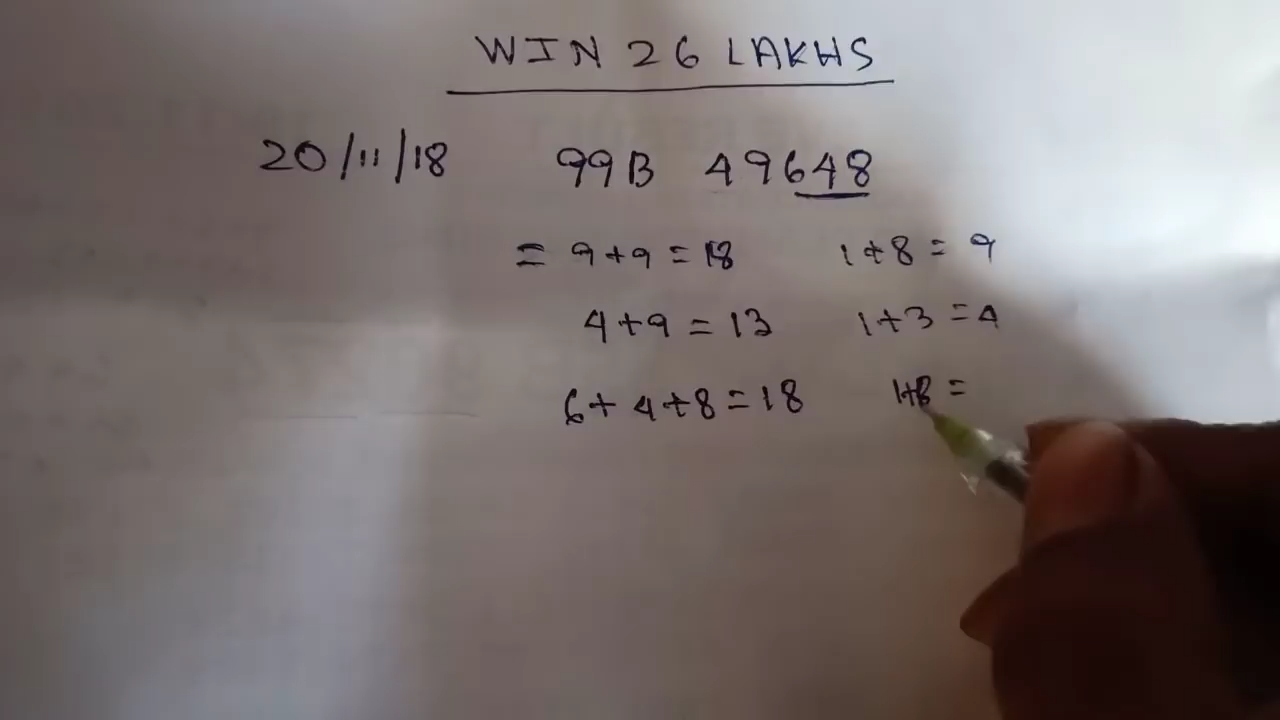 WIN 26 LAKHS
20/11/18 99B 49648
= 9+9=18 1+8=9
4+9=13 1+3=4
6+4+8=18 1+8=